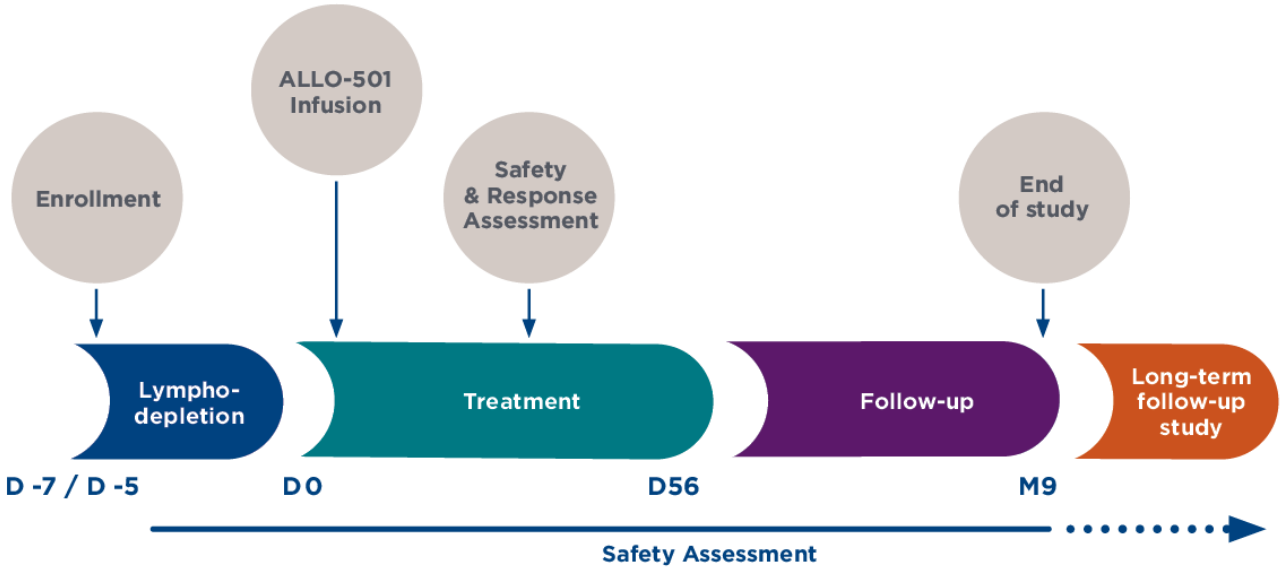 ALLO-501
Infusion
Enrollment
Safety
& Response
Assessment
End
of study
Lympho-
depletion
Treatment
Follow-up
Long-term
follow-up
study
D -7 / D -5
D 0
D56
M9
Safety Assessment